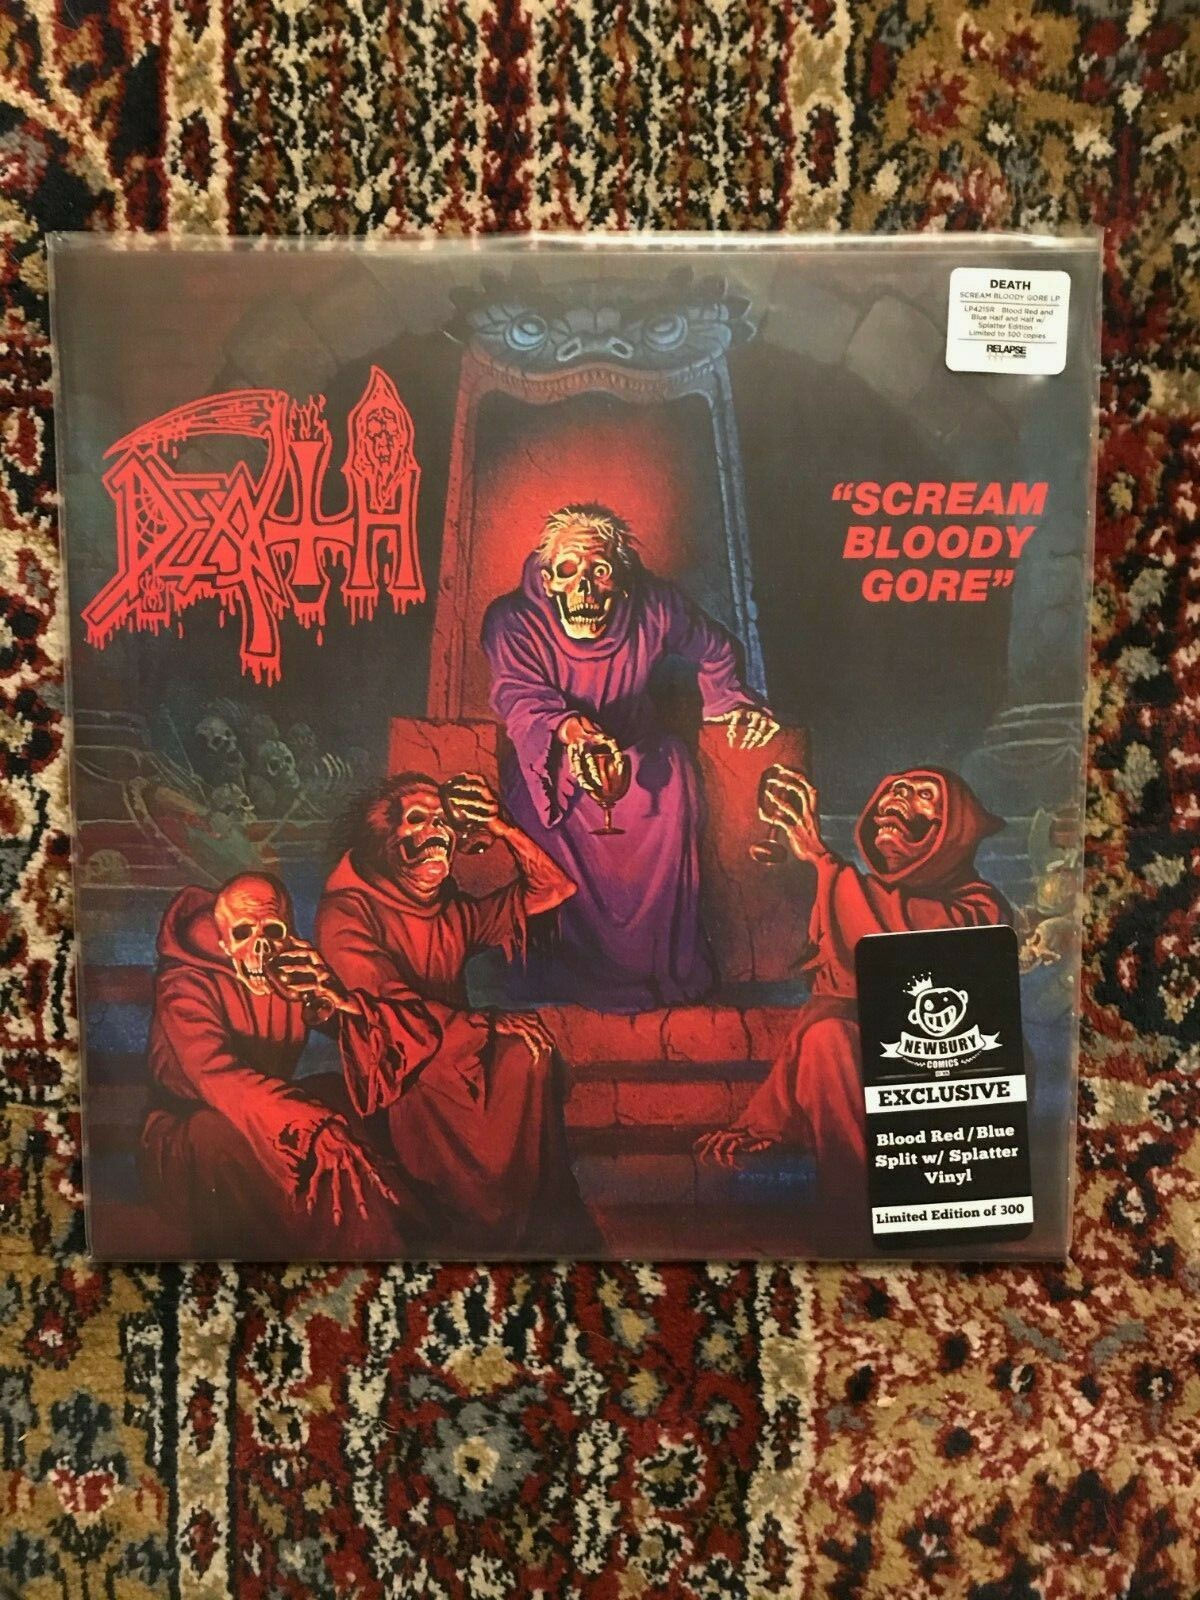 DEATH
SCREAM BLOODY GORE LP
LP4215R Blood Red and
Blue Half and Half w/
Splatter Edition
Limited to 300 copies
RELAPSE
DEATH
“SCREAM
BLOODY
GORE”
NEWBURY
COMICS
EXCLUSIVE
Blood Red/Blue
Split w/ Splatter
Vinyl
Limited Edition of 300